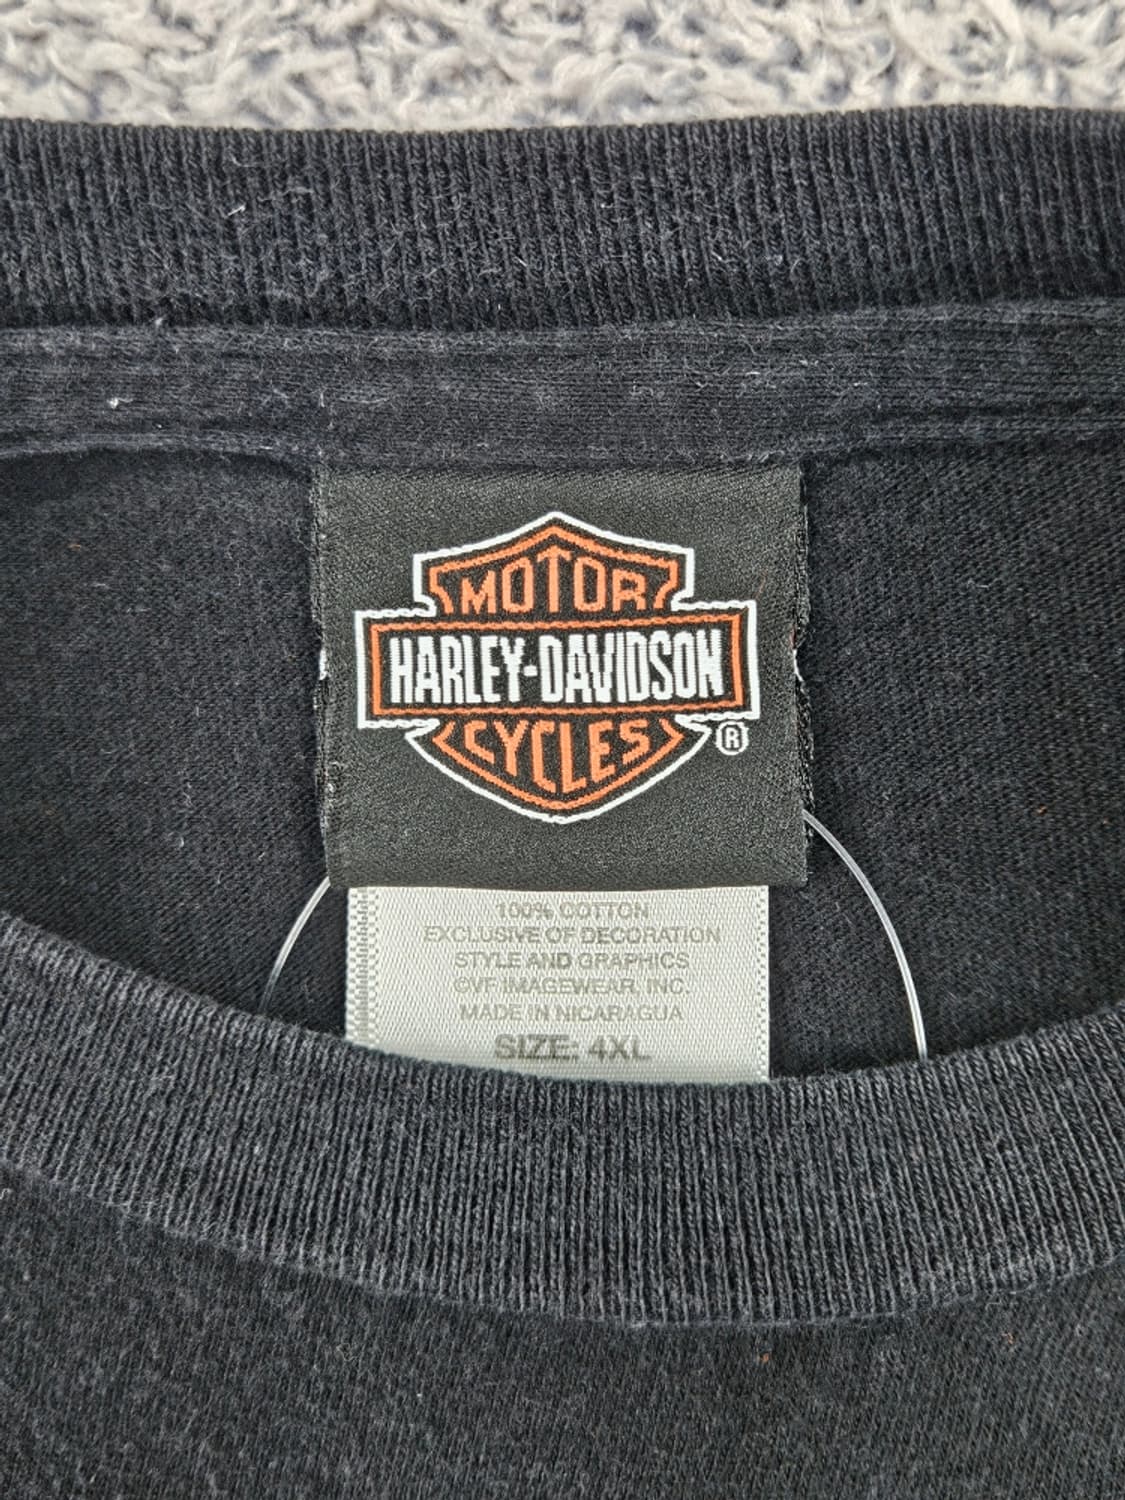 MOTOR
HARLEY-DAVIDSON
CYCLES ®
100% COTTON
EXCLUSIVE OF DECORATION
STYLE AND GRAPHICS
©VF IMAGEWEAR, INC.
MADE IN NICARAGUA
SIZE: 4XL